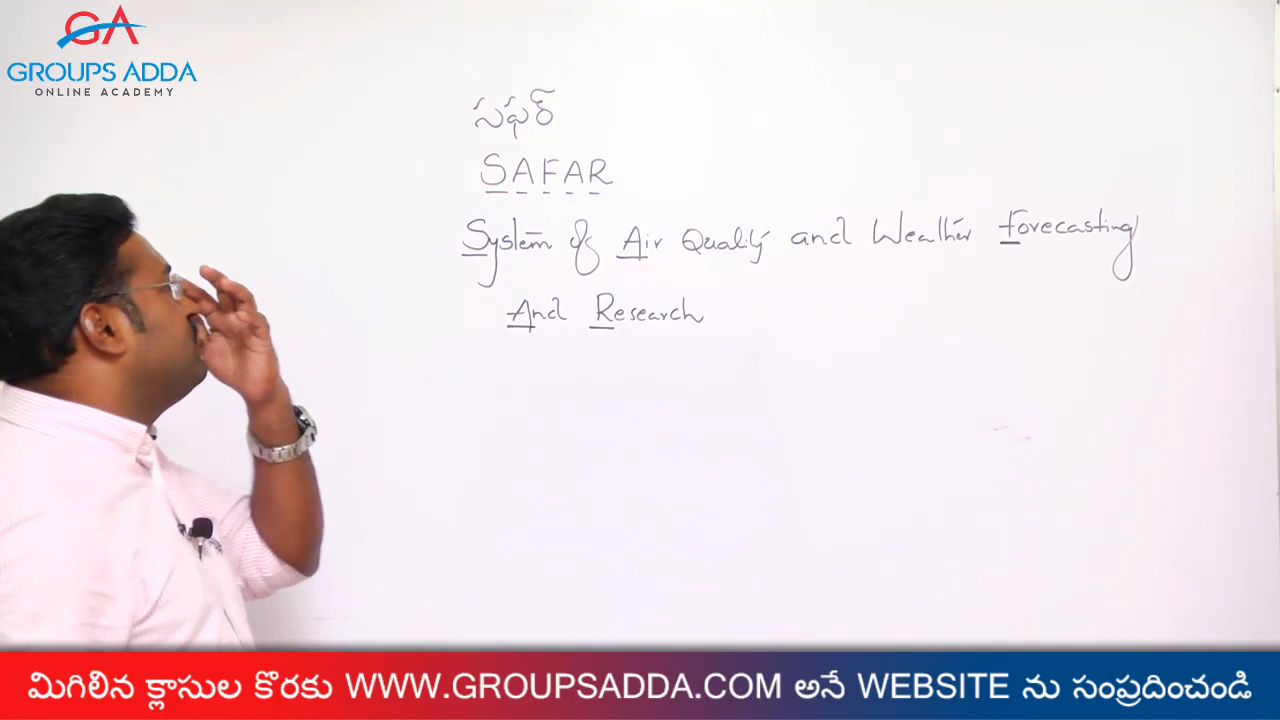 GA
GROUPS ADDA
ONLINE ACADEMY
సఫర్
SAFAR
System of Air Quality and Weather Forecasting
And Research
మిగిలిన క్లాసుల కొరకు WWW.GROUPSADDA.COM అనే WEBSITE ను సంప్రదించండి